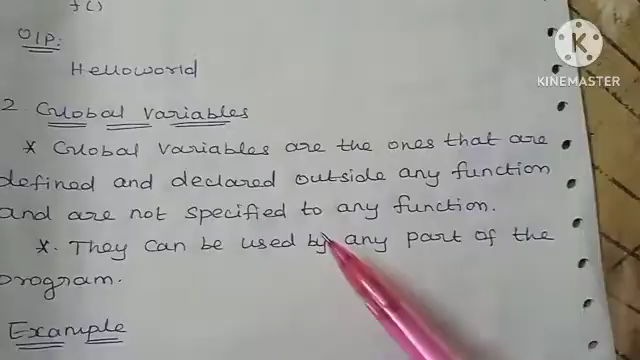 f()
O/P:
Helloworld
KINEMASTER
2 Global variables
* Global variables are the ones that are
defined and declared outside any function
and are not specified to any function.
*. They can be used by any part of the
program.
Example